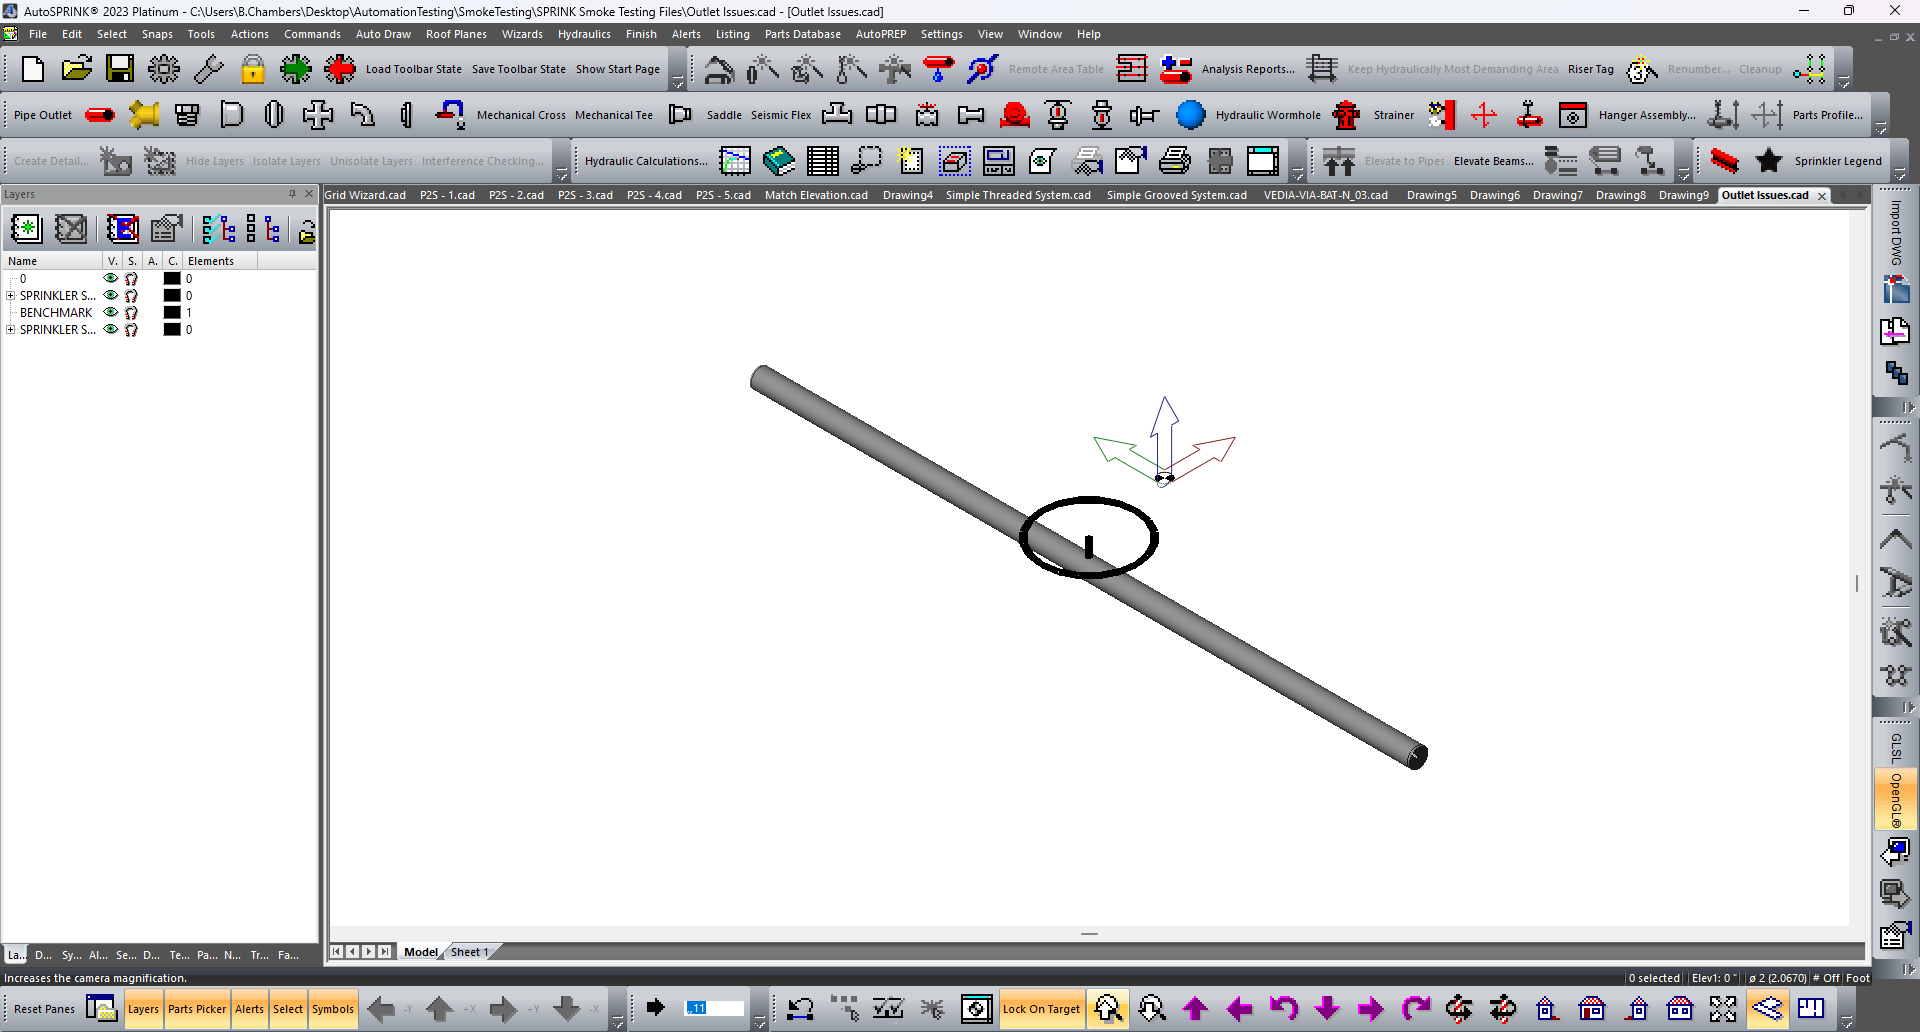 AutoSPRINK® 2023 Platinum - C:\Users\B.Chambers\Desktop\AutomationTesting\SmokeTesting\SPRINK Smoke Testing Files\Outlet Issues.cad - [Outlet Issues.cad]
File Edit Select Snaps Tools Actions Commands Auto Draw Roof Planes Wizards Hydraulics Finish Alerts Listing Parts Database AutoPREP Settings View Window Help
Load Toolbar State Save Toolbar State Show Start Page Remote Area Table Analysis Reports... Keep Hydraulically Most Demanding Area Riser Tag Renumber... Cleanup
Pipe Outlet Mechanical Cross Mechanical Tee Saddle Seismic Flex Hydraulic Wormhole Strainer Hanger Assembly... Parts Profile...
Create Detail... Hide Layers Isolate Layers Unisolate Layers Interference Checking... Hydraulic Calculations... Elevate to Pipes Elevate Beams... Sprinkler Legend
Layers
Grid Wizard.cad P2S - 1.cad P2S - 2.cad P2S - 3.cad P2S - 4.cad P2S - 5.cad Match Elevation.cad Drawing4 Simple Threaded System.cad Simple Grooved System.cad VEDIA-VIA-BAT-N_03.cad Drawing5 Drawing6 Drawing7 Drawing8 Drawing9 Outlet Issues.cad
Name V. S. A. C. Elements
0 0
SPRINKLER S... 0
BENCHMARK 1
SPRINKLER S... 0
Import DWG
GLSL
OpenGL®
La... D... Sy... Al... Se... D... Te... Pa... N... Tr... Fa...
Model Sheet 1
Increases the camera magnification.
0 selected Elev1: 0 " ø 2 (2.0670) # Off Foot
Reset Panes Layers Parts Picker Alerts Select Symbols -Y +X +Y -X ,,11 Lock On Target